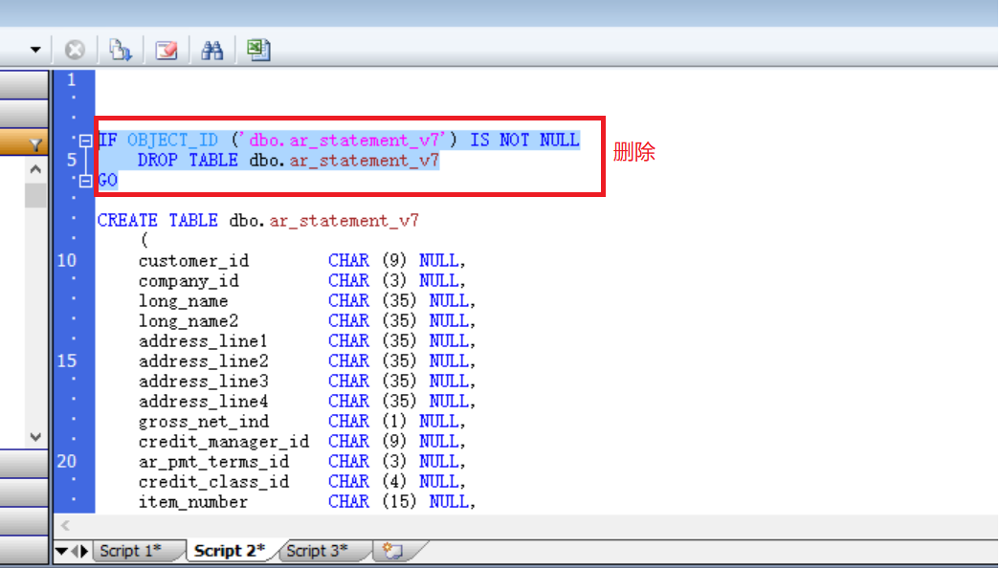 1
IF OBJECT_ID ('dbo.ar_statement_v7') IS NOT NULL
删除
5 DROP TABLE dbo.ar_statement_v7
GO
CREATE TABLE dbo.ar_statement_v7
(
10 customer_id CHAR (9) NULL,
company_id CHAR (3) NULL,
long_name CHAR (35) NULL,
long_name2 CHAR (35) NULL,
address_line1 CHAR (35) NULL,
15 address_line2 CHAR (35) NULL,
address_line3 CHAR (35) NULL,
address_line4 CHAR (35) NULL,
gross_net_ind CHAR (1) NULL,
credit_manager_id CHAR (9) NULL,
20 ar_pmt_terms_id CHAR (3) NULL,
credit_class_id CHAR (4) NULL,
item_number CHAR (15) NULL,
Script 1* Script 2* Script 3*